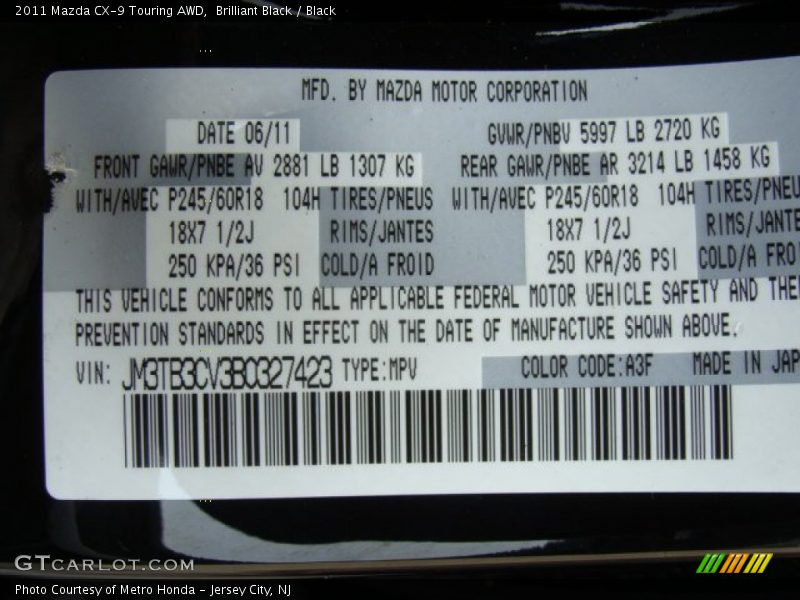 2011 Mazda CX-9 Touring AWD,  Brilliant Black / Black
MFD. BY MAZDA MOTOR CORPORATION
DATE 06/11 GVWR/PNBV 5997 LB 2720 KG
FRONT GAWR/PNBE AV 2881 LB 1307 KG REAR GAWR/PNBE AR 3214 LB 1458 KG
WITH/AVEC P245/60R18 104H TIRES/PNEUS WITH/AVEC P245/60R18 104H TIRES/PNEU
18X7 1/2J RIMS/JANTES 18X7 1/2J RIMS/JANTE
250 KPA/36 PSI COLD/A FROID 250 KPA/36 PSI COLD/A FRO
THIS VEHICLE CONFORMS TO ALL APPLICABLE FEDERAL MOTOR VEHICLE SAFETY AND THE
PREVENTION STANDARDS IN EFFECT ON THE DATE OF MANUFACTURE SHOWN ABOVE.
VIN: JM3TB3CV3B0327423 TYPE:MPV COLOR CODE:A3F MADE IN JAP
GTCARLOT.COM
Photo Courtesy of Metro Honda - Jersey City, NJ